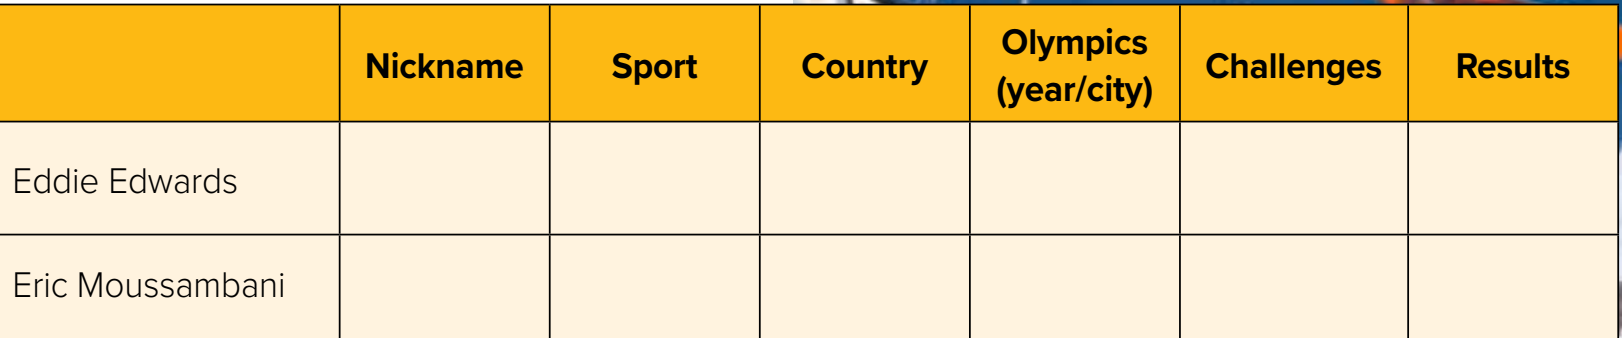 Nickname Sport Country Olympics (year/city) Challenges Results
Eddie Edwards
Eric Moussambani